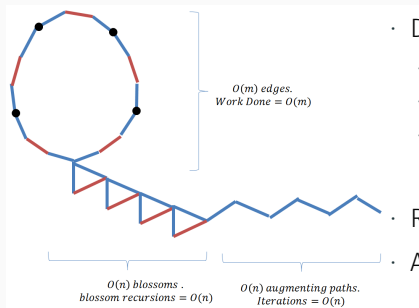 · D
O(m) edges.
Work Done = O(m)
· R
· A
O(n) blossoms .
blossom recursions = O(n)
O(n) augmenting paths.
Iterations = O(n)